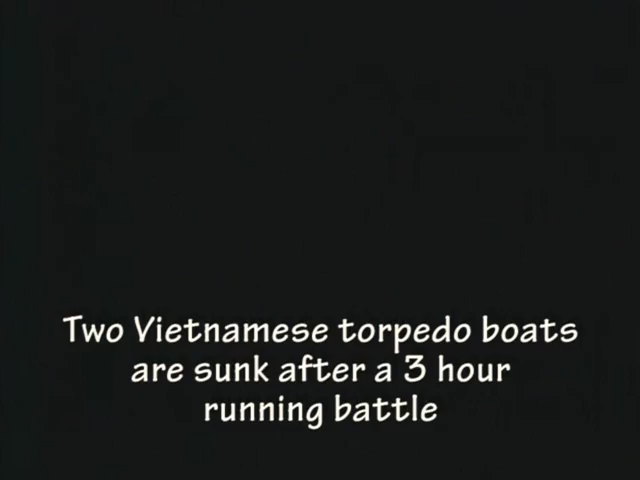 Two Vietnamese torpedo boats
are sunk after a 3 hour
running battle